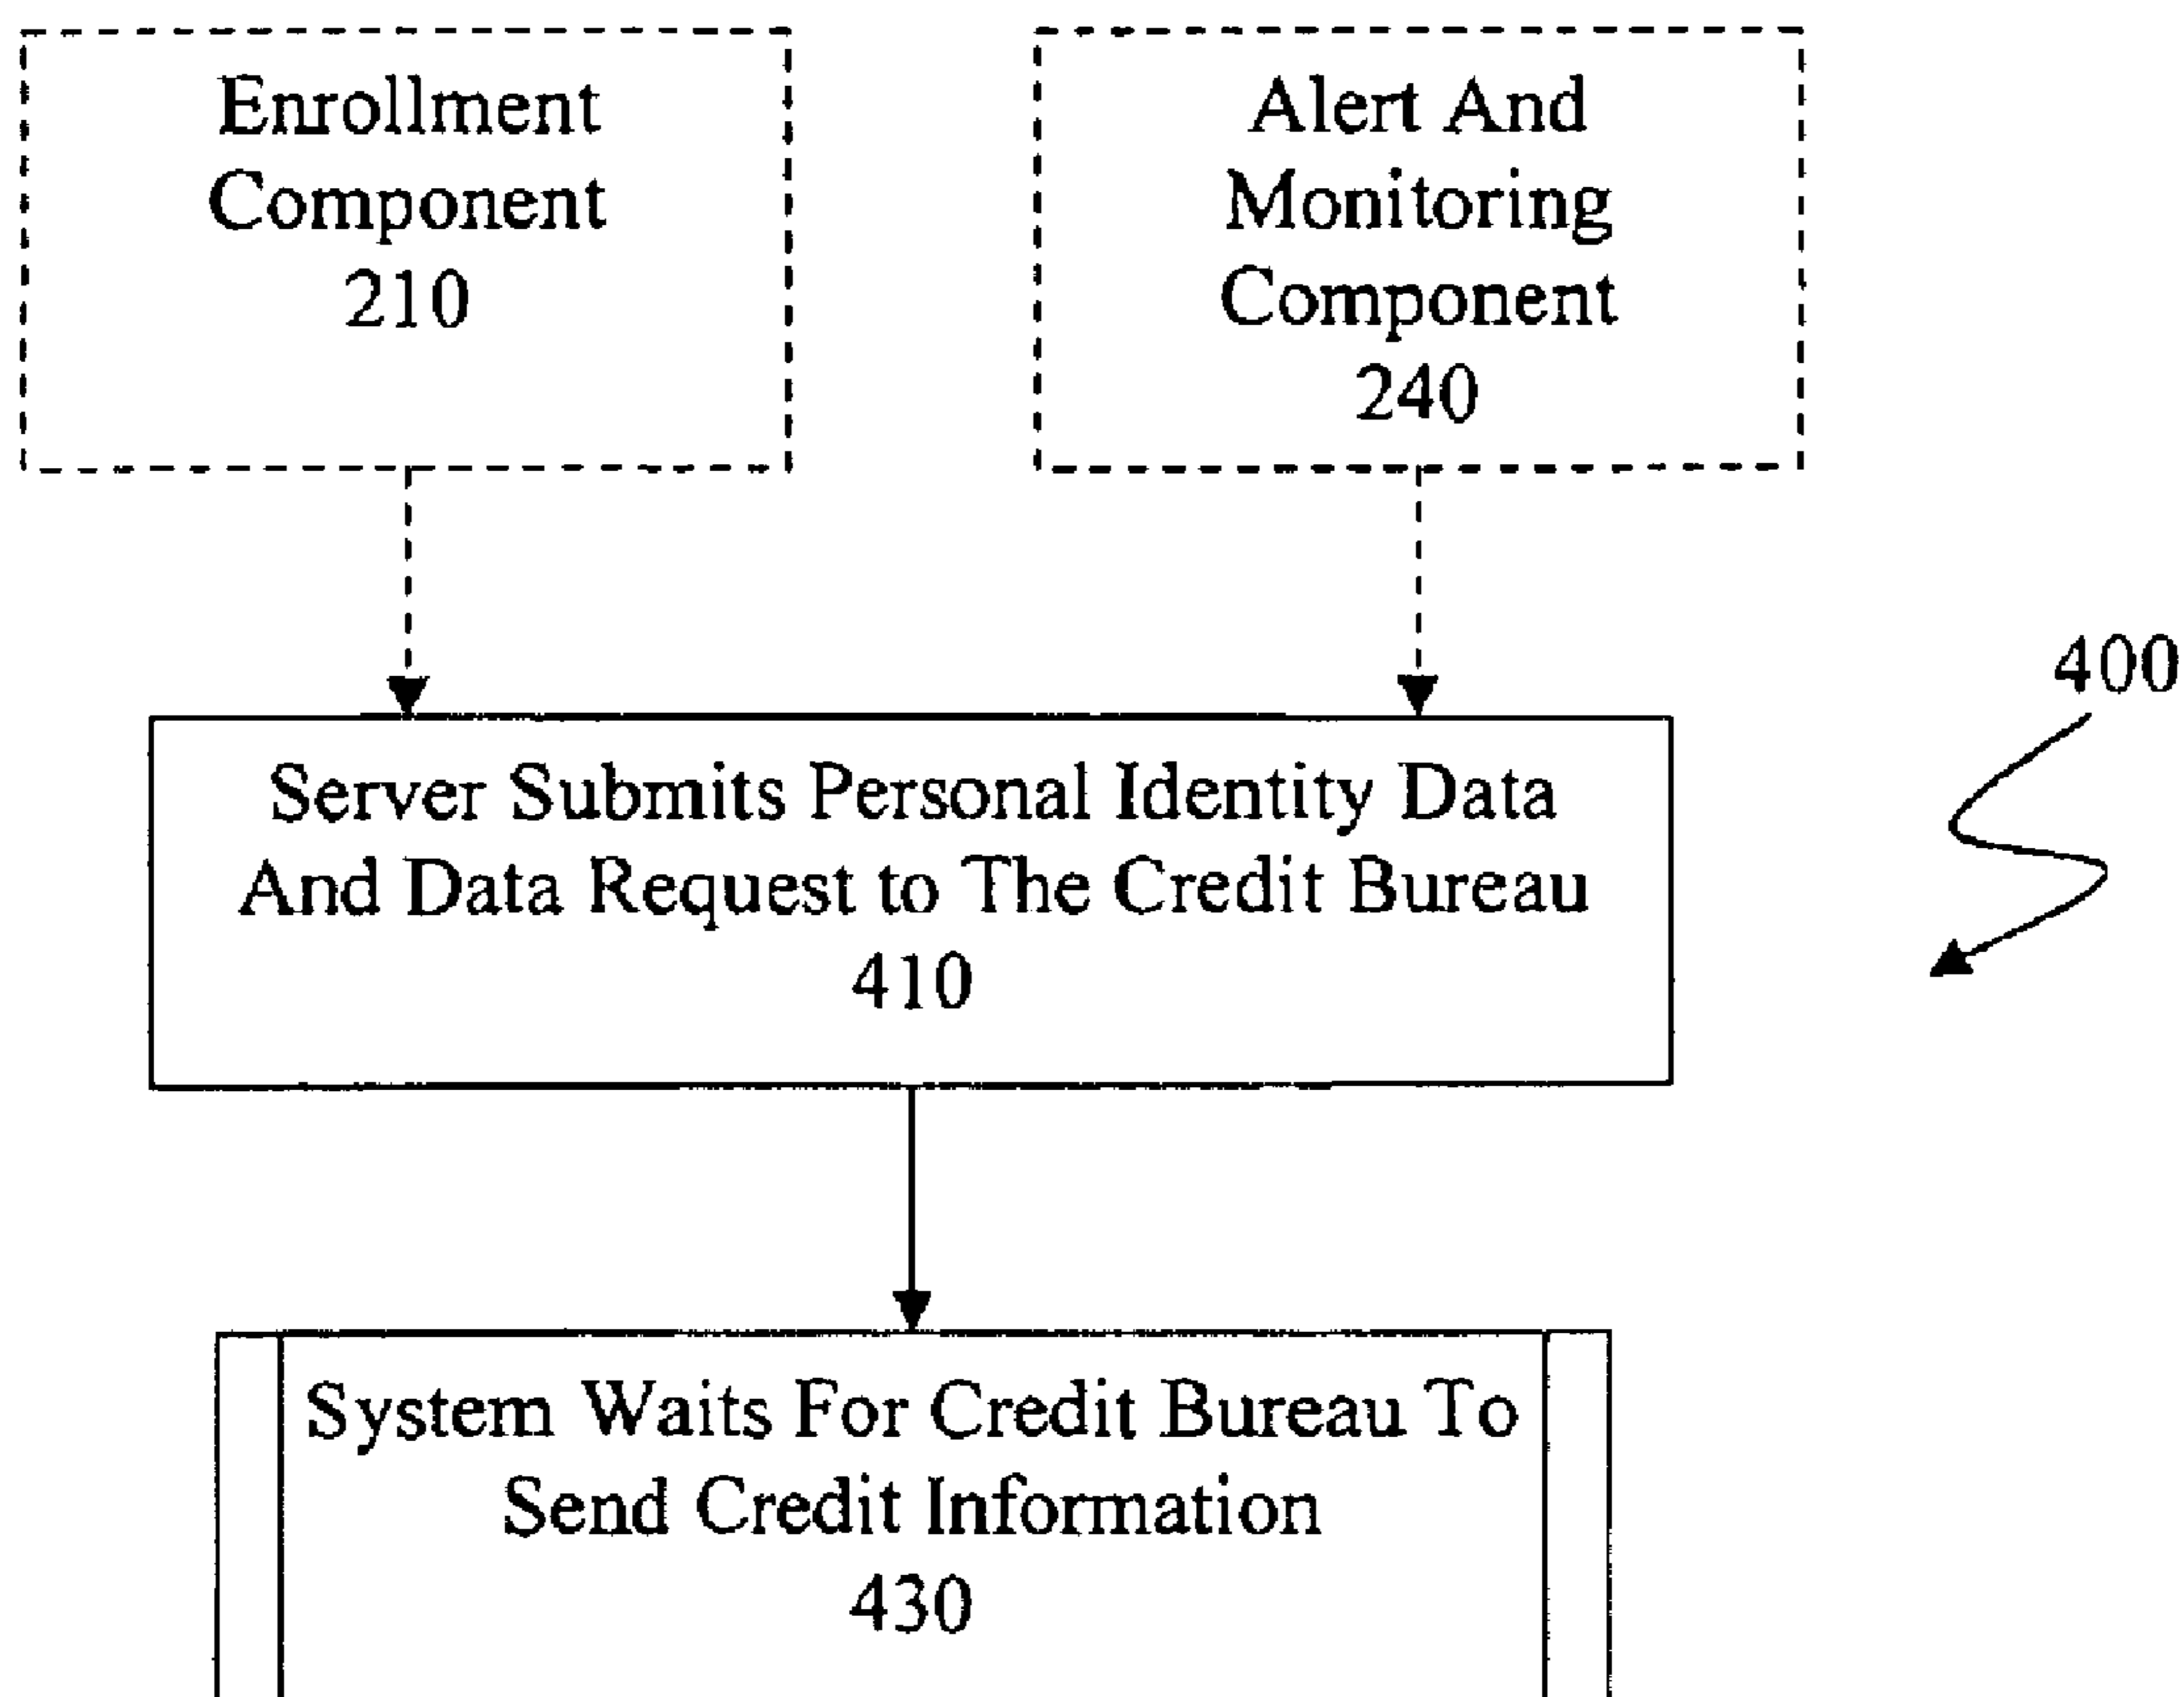 Enrollment
Component
210
Alert And
Monitoring
Component
240
400
Server Submits Personal Identity Data
And Data Request to The Credit Bureau
410
System Waits For Credit Bureau To
Send Credit Information
430